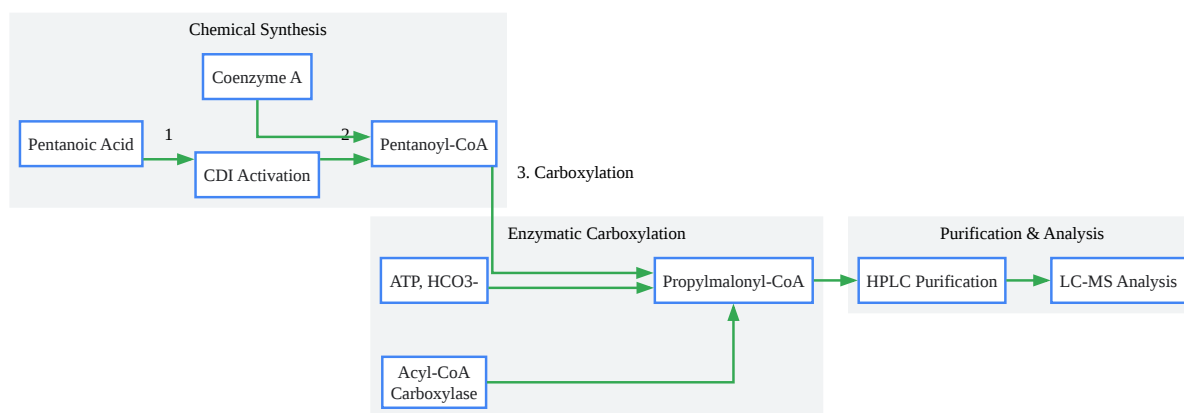 Chemical Synthesis
Coenzyme A
Pentanoic Acid
1
CDI Activation
2
Pentanoyl-CoA
3. Carboxylation
Enzymatic Carboxylation
ATP, HCO3-
Propylmalonyl-CoA
Acyl-CoA
Carboxylase
Purification & Analysis
HPLC Purification
LC-MS Analysis